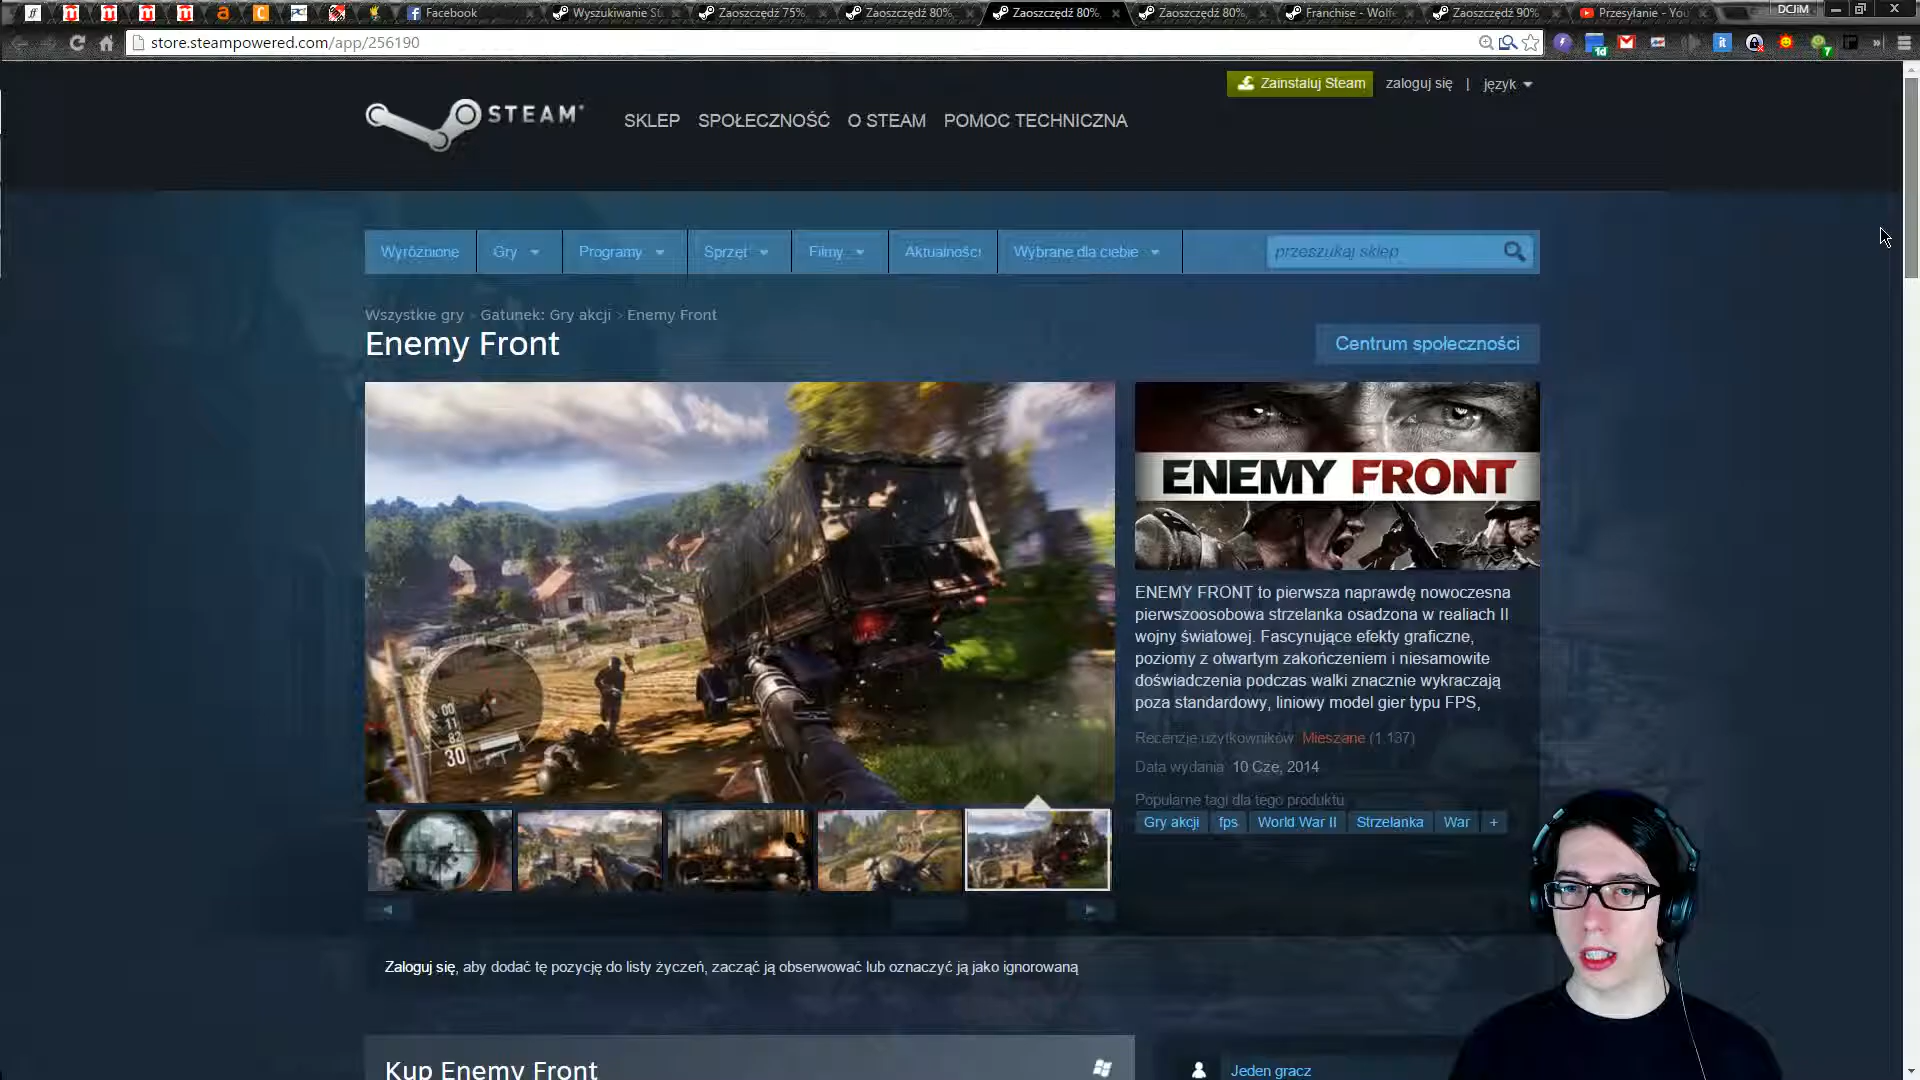 Facebook
Wyszukiwanie St
Zaoszczędź 75%
Zaoszczędź 80%
Zaoszczędź 80%
Zaoszczędź 80%
Franchise - Wolfe
Zaoszczędź 90%
Przesyłanie - You
DCJiM
store.steampowered.com/app/256190
Zainstaluj Steam
zaloguj się | język
STEAM
SKLEP SPOŁECZNOŚĆ O STEAM POMOC TECHNICZNA
Wyróżnione Gry Programy Sprzęt Filmy Aktualności Wybrane dla ciebie przeszukaj sklep
Wszystkie gry > Gatunek: Gry akcji > Enemy Front
Enemy Front
Centrum społeczności
ENEMY FRONT
00
11
82
30
ENEMY FRONT to pierwsza naprawdę nowoczesna
pierwszoosobowa strzelanka osadzona w realiach II
wojny światowej. Fascynujące efekty graficzne,
poziomy z otwartym zakończeniem i niesamowite
doświadczenia podczas walki znacznie wykraczają
poza standardowy, liniowy model gier typu FPS,
Recenzje użytkowników Mieszane (1.137)
Data wydania 10 Cze, 2014
Popularne tagi dla tego produktu
Gry akcji fps World War II Strzelanka War +
Zaloguj się, aby dodać tę pozycję do listy życzeń, zacząć ją obserwować lub oznaczyć ją jako ignorowaną
Kup Enemy Front
Jeden gracz